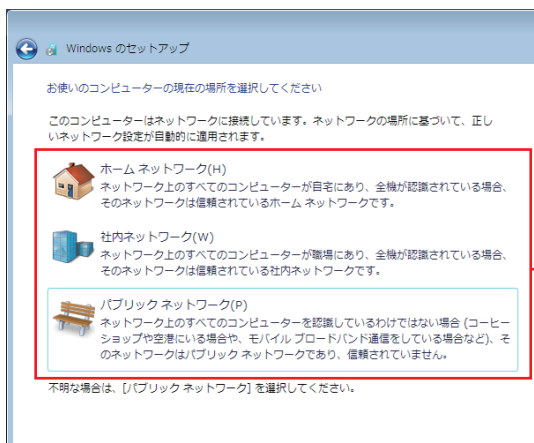 Windows のセットアップ
お使いのコンピューターの現在の場所を選択してください
このコンピューターはネットワークに接続しています。ネットワークの場所に基づいて、正し
いネットワーク設定が自動的に適用されます。
ホーム ネットワーク(H)
ネットワーク上のすべてのコンピューターが自宅にあり、全機が認識されている場合、
そのネットワークは信頼されているホーム ネットワークです。
社内ネットワーク(W)
ネットワーク上のすべてのコンピューターが職場にあり、全機が認識されている場合、
そのネットワークは信頼されている社内ネットワークです。
パブリック ネットワーク(P)
ネットワーク上のすべてのコンピューターを認識しているわけではない場合 (コーヒー
ショップや空港にいる場合や、モバイル ブロードバンド通信をしている場合など)、そ
のネットワークはパブリック ネットワークであり、信頼されていません。
不明な場合は、[パブリック ネットワーク] を選択してください。